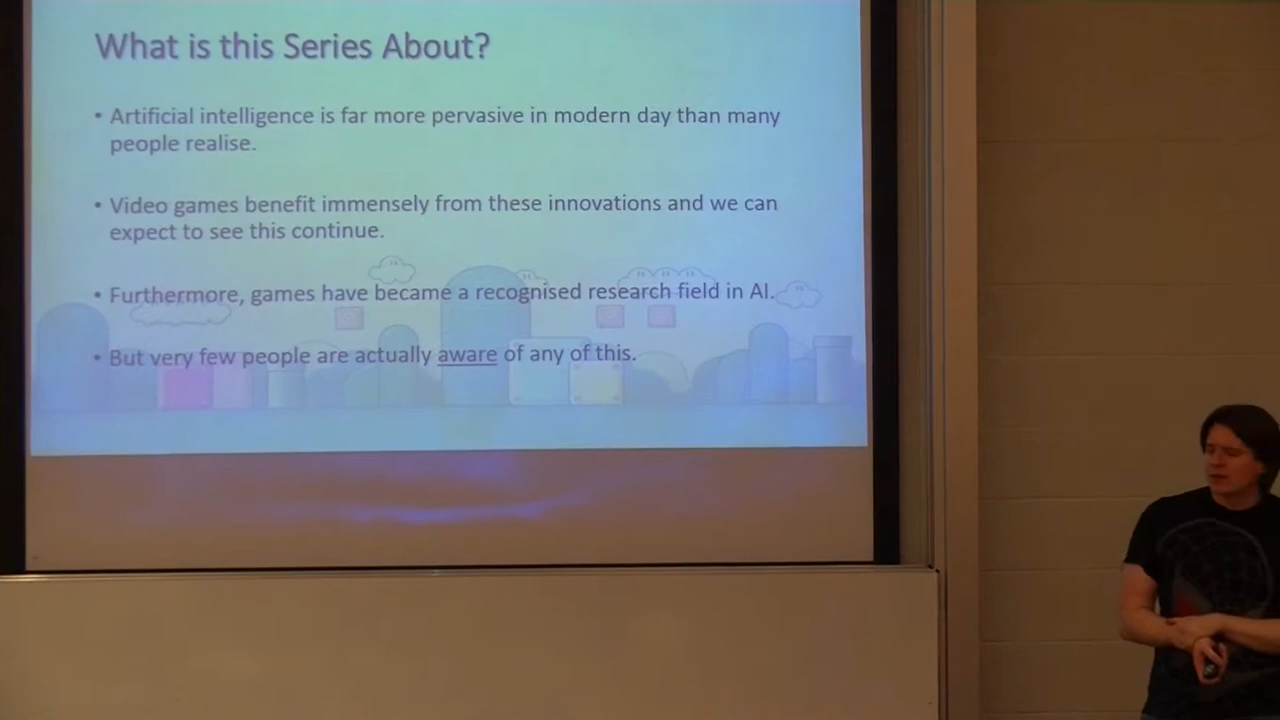 What is this Series About?
• Artificial intelligence is far more pervasive in modern day than many
people realise.
• Video games benefit immensely from these innovations and we can
expect to see this continue.
• Furthermore, games have became a recognised research field in AI.
• But very few people are actually aware of any of this.